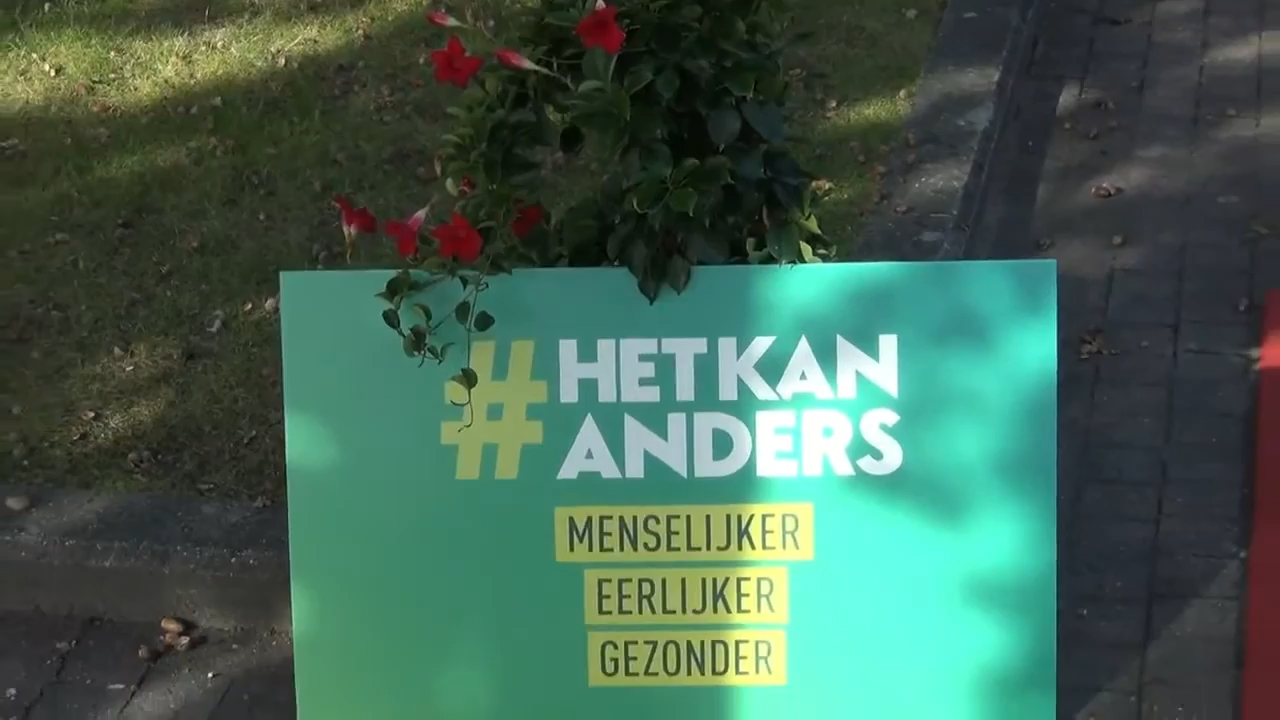 #HETKAN
ANDERS
MENSELIJKER
EERLIJKER
GEZONDER